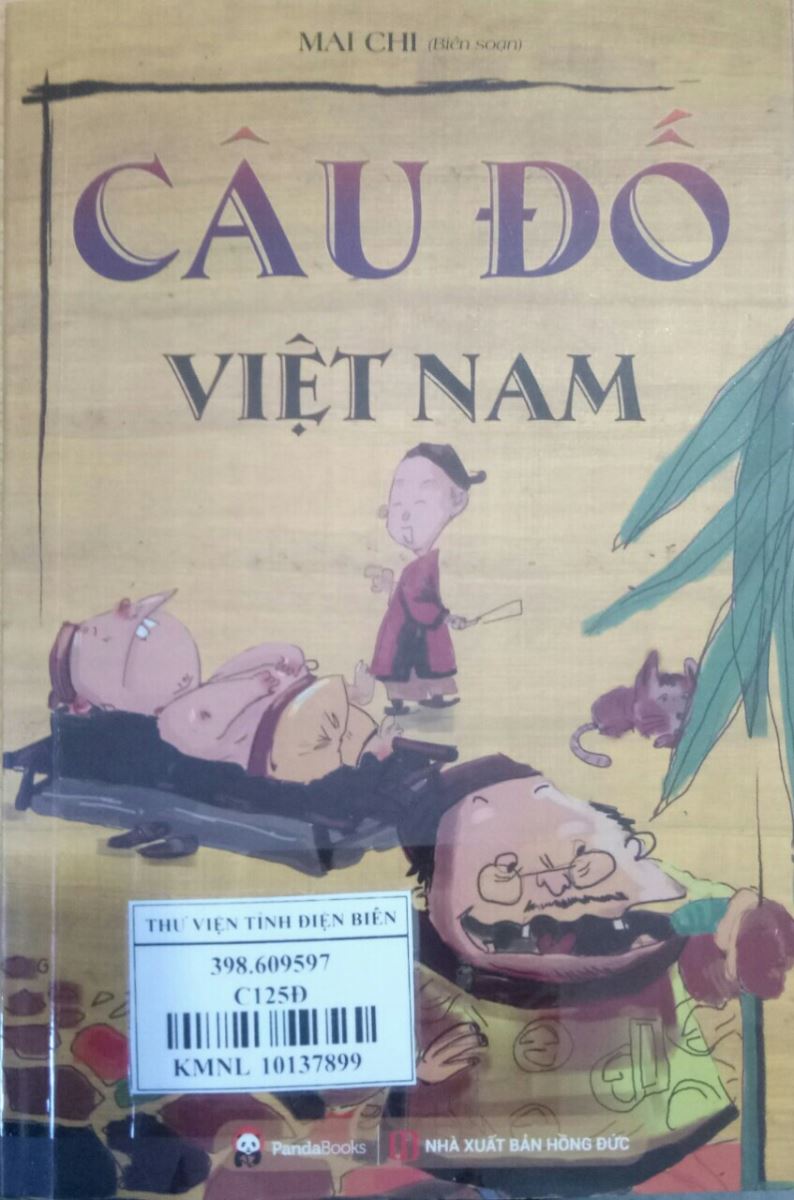 MAI CHI (Biên soạn)
CÂU ĐỐ
VIỆT NAM
THƯ VIỆN TỈNH ĐIỆN BIÊN
398.609597
C125Đ
KMNL 10137899
PandaBooks
NHÀ XUẤT BẢN HỒNG ĐỨC